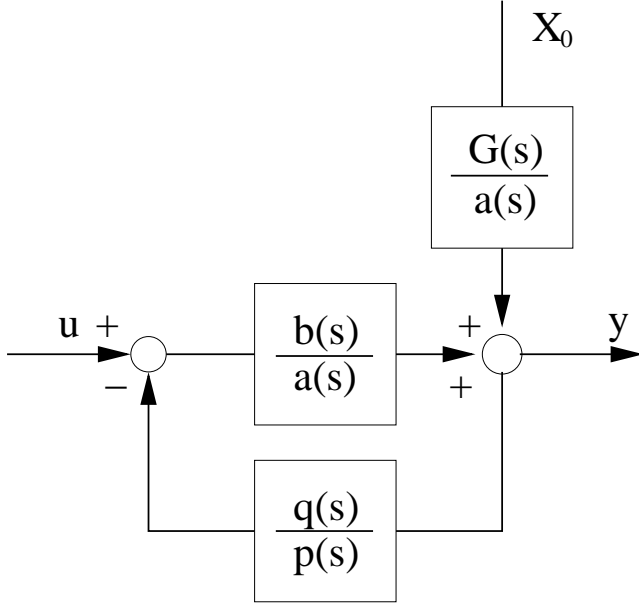 X₀
G(s)
a(s)
u +
b(s)
a(s)
+
+
y
−
q(s)
p(s)